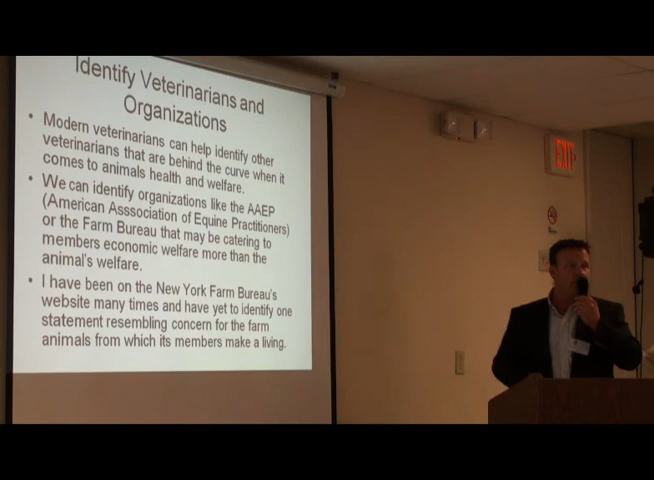 Identify Veterinarians and
Organizations
• Modern veterinarians can help identify other
veterinarians that are behind the curve when it
comes to animals health and welfare.
• We can identify organizations like the AAEP
(American Asssociation of Equine Practitioners)
or the Farm Bureau that may be catering to
members economic welfare more than the
animal's welfare.
• I have been on the New York Farm Bureau's
website many times and have yet to identify one
statement resembling concern for the farm
animals from which its members make a living.
EXIT